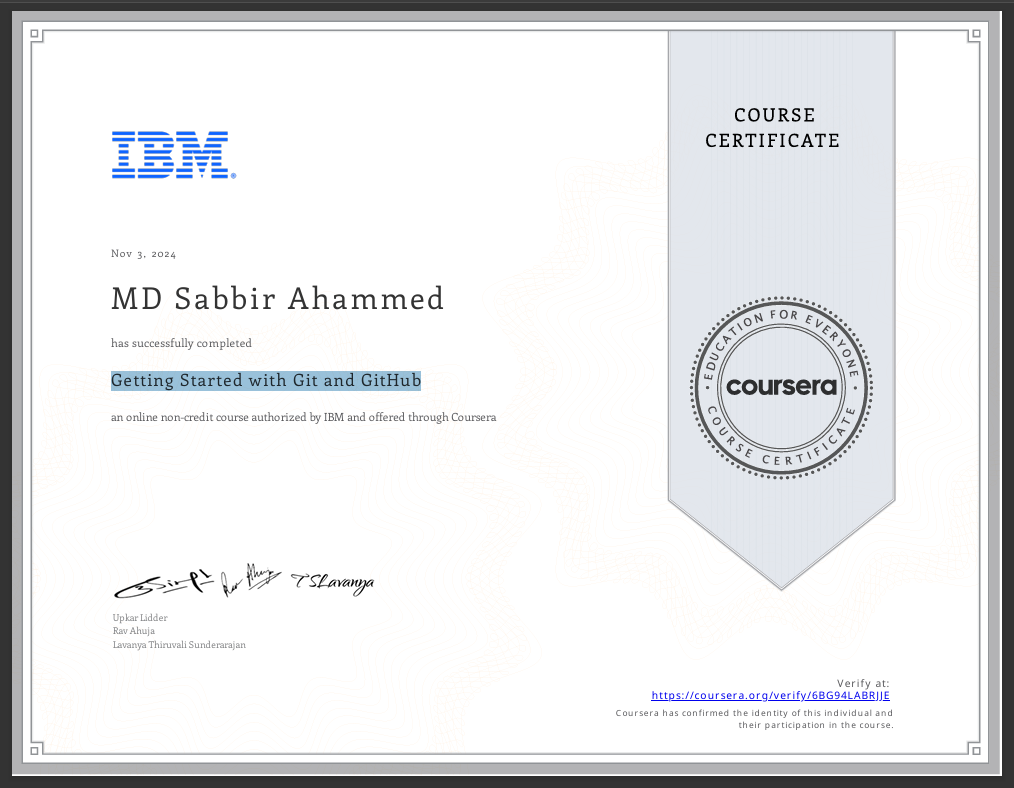 COURSE
CERTIFICATE
IBM®
Nov 3, 2024
MD Sabbir Ahammed
has successfully completed
Getting Started with Git and GitHub
an online non-credit course authorized by IBM and offered through Coursera
EDUCATION FOR EVERYONE
coursera
COURSE CERTIFICATE
T S Lavanya
Upkar Lidder
Rav Ahuja
Lavanya Thiruvali Sunderarajan
Verify at:
https://coursera.org/verify/6BG94LABRJJE
Coursera has confirmed the identity of this individual and
their participation in the course.